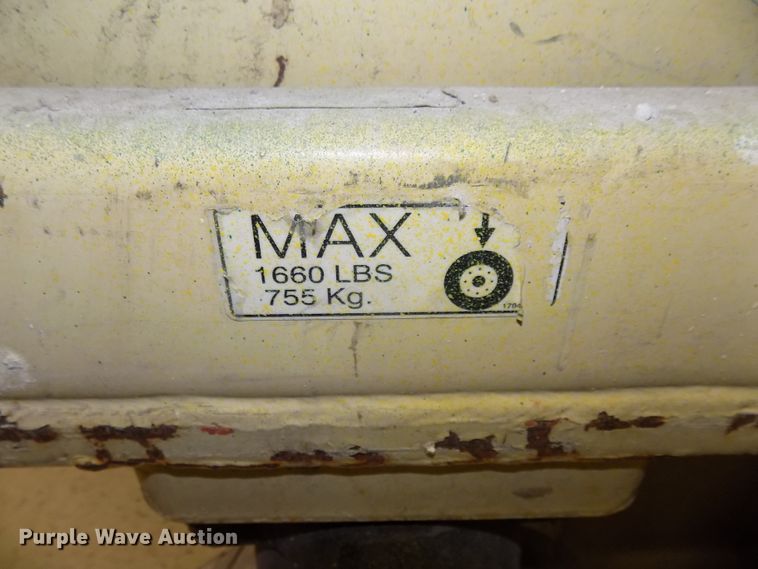 MAX
1660 LBS
755 Kg.
Purple Wave Auction